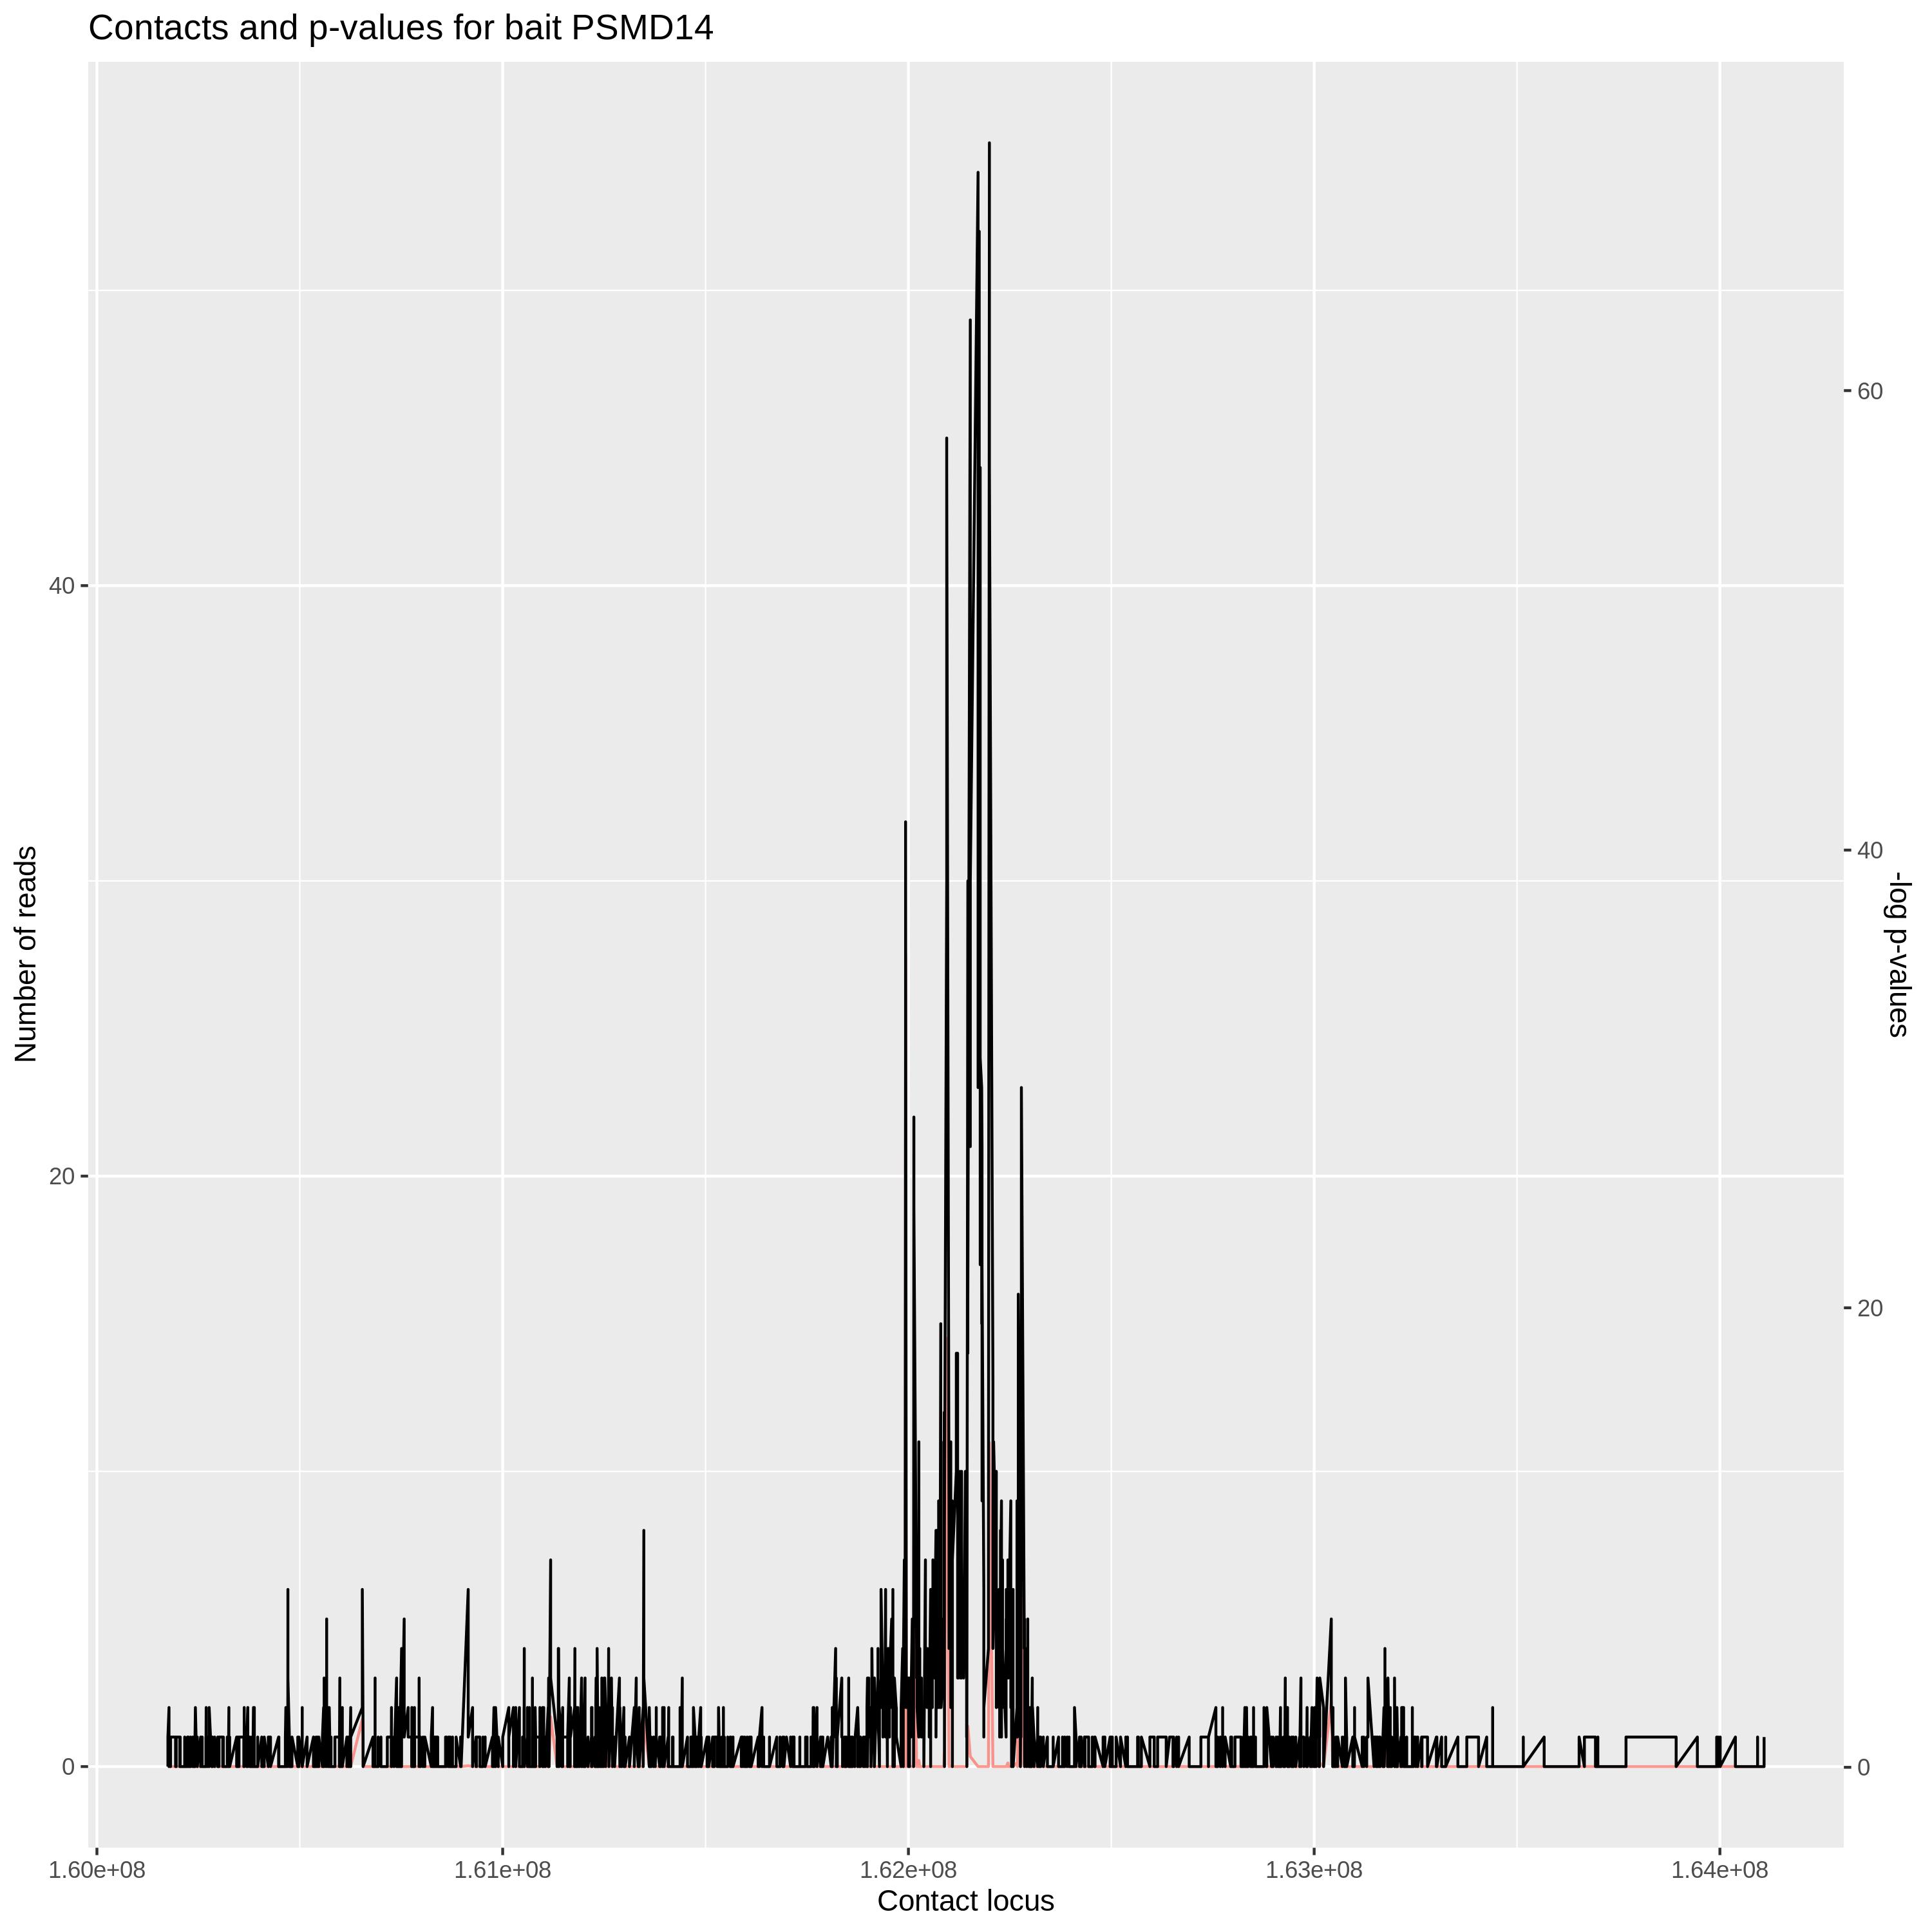 Contacts and p-values for bait PSMD14
Number of reads
40
20
0
60
40
20
0
-log p-values
1.60e+08
1.61e+08
1.62e+08
1.63e+08
1.64e+08
Contact locus